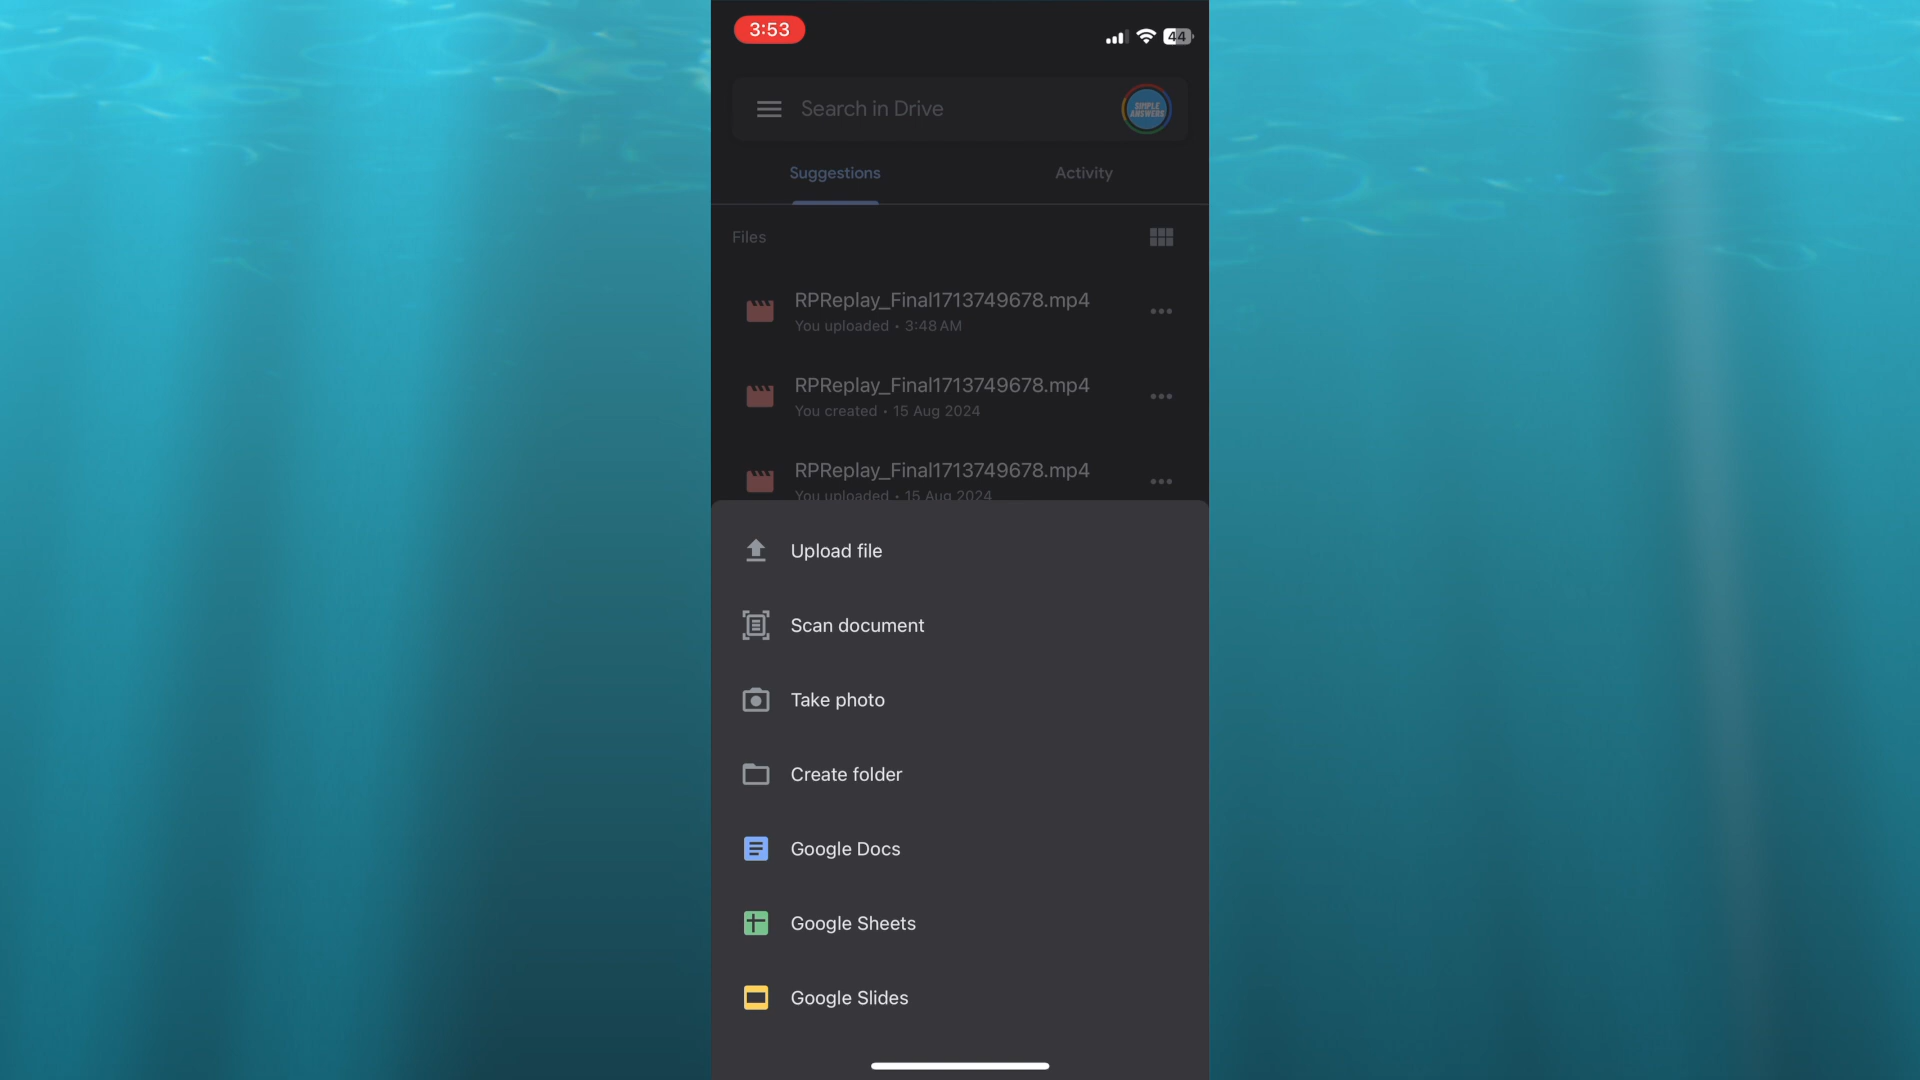 3:53
44
Search in Drive
SIMPLE
ANSWERS
Suggestions
Activity
Files
RPReplay_Final1713749678.mp4
You uploaded • 3:48 AM
RPReplay_Final1713749678.mp4
You created • 15 Aug 2024
RPReplay_Final1713749678.mp4
You uploaded • 15 Aug 2024
Upload file
Scan document
Take photo
Create folder
Google Docs
Google Sheets
Google Slides